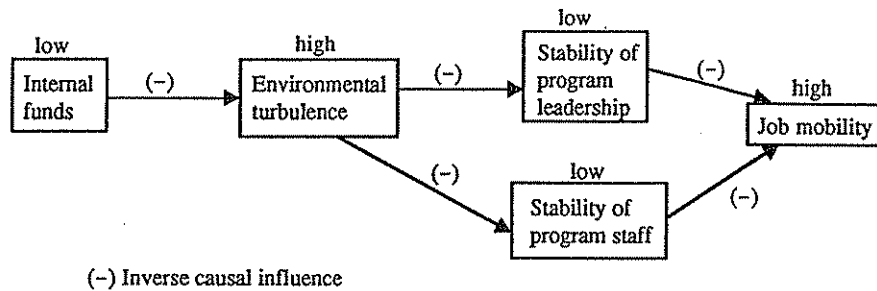 low
Internal
funds
(−)
high
Environmental
turbulence
(−)
low
Stability of
program
leadership
(−)
high
Job mobility
(−)
low
Stability of
program staff
(−)
(−) Inverse causal influence